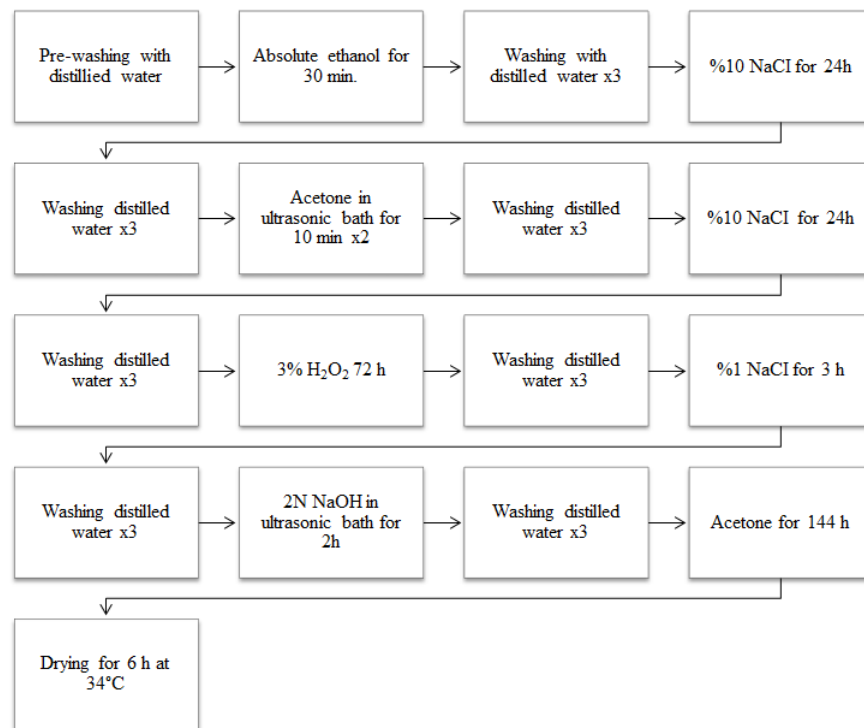 Pre-washing with
distillied water
Absolute ethanol for
30 min.
Washing with
distilled water x3
%10 NaCI for 24h
Washing distilled
water x3
Acetone in
ultrasonic bath for
10 min x2
Washing distilled
water x3
%10 NaCI for 24h
Washing distilled
water x3
3% H₂O₂ 72 h
Washing distilled
water x3
%1 NaCI for 3 h
Washing distilled
water x3
2N NaOH in
ultrasonic bath for
2h
Washing distilled
water x3
Acetone for 144 h
Drying for 6 h at
34°C